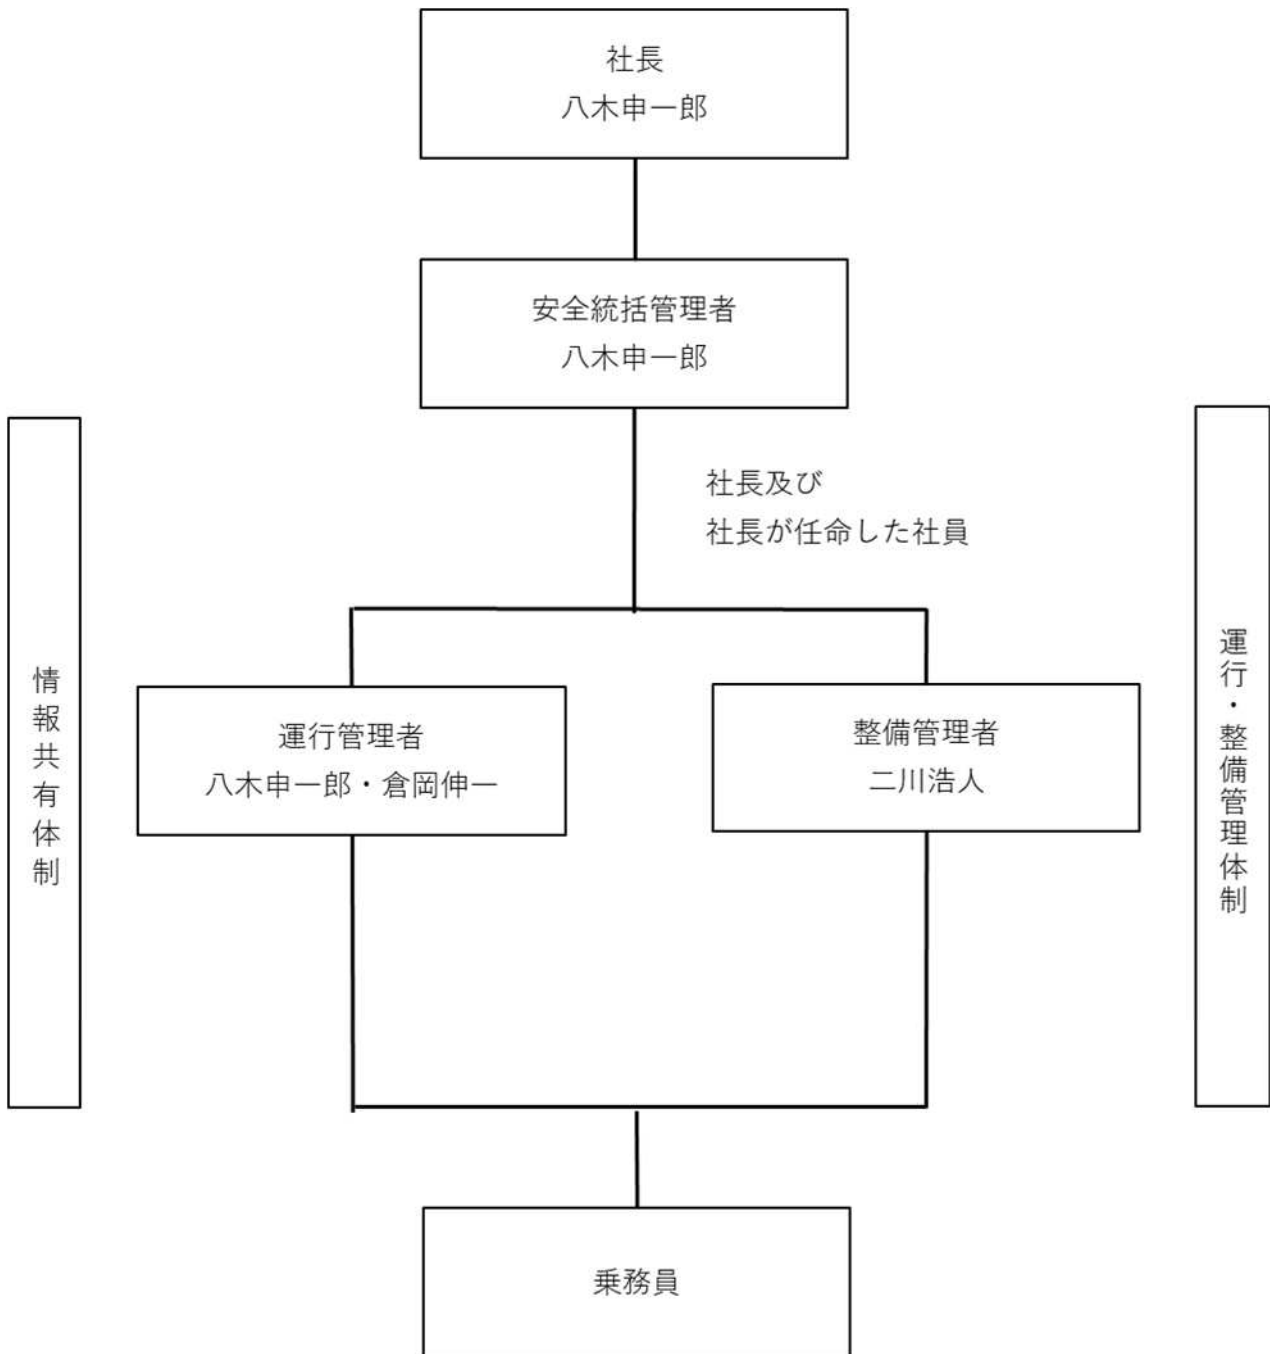 社長
八木申一郎
安全統括管理者
八木申一郎
社長及び
社長が任命した社員
情報共有体制
運行・整備管理体制
運行管理者
八木申一郎・倉岡伸一
整備管理者
二川浩人
乗務員